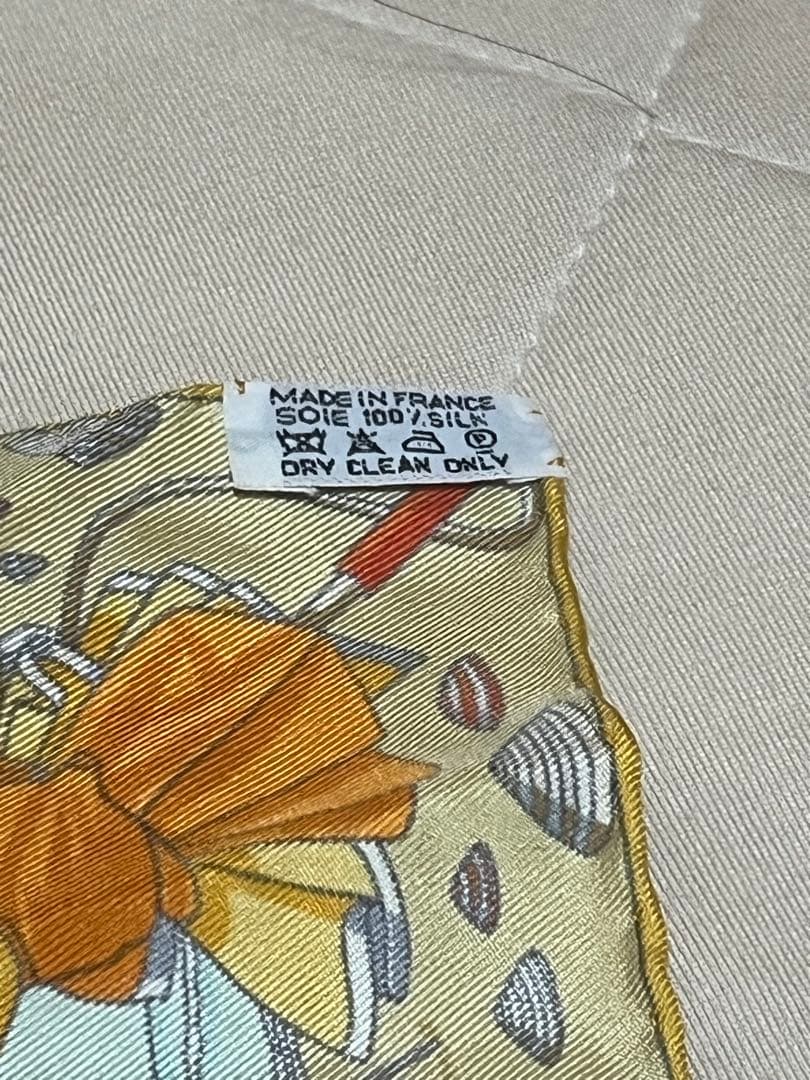 MADE IN FRANCE
SOIE 100% SILK
P
DRY CLEAN ONLY